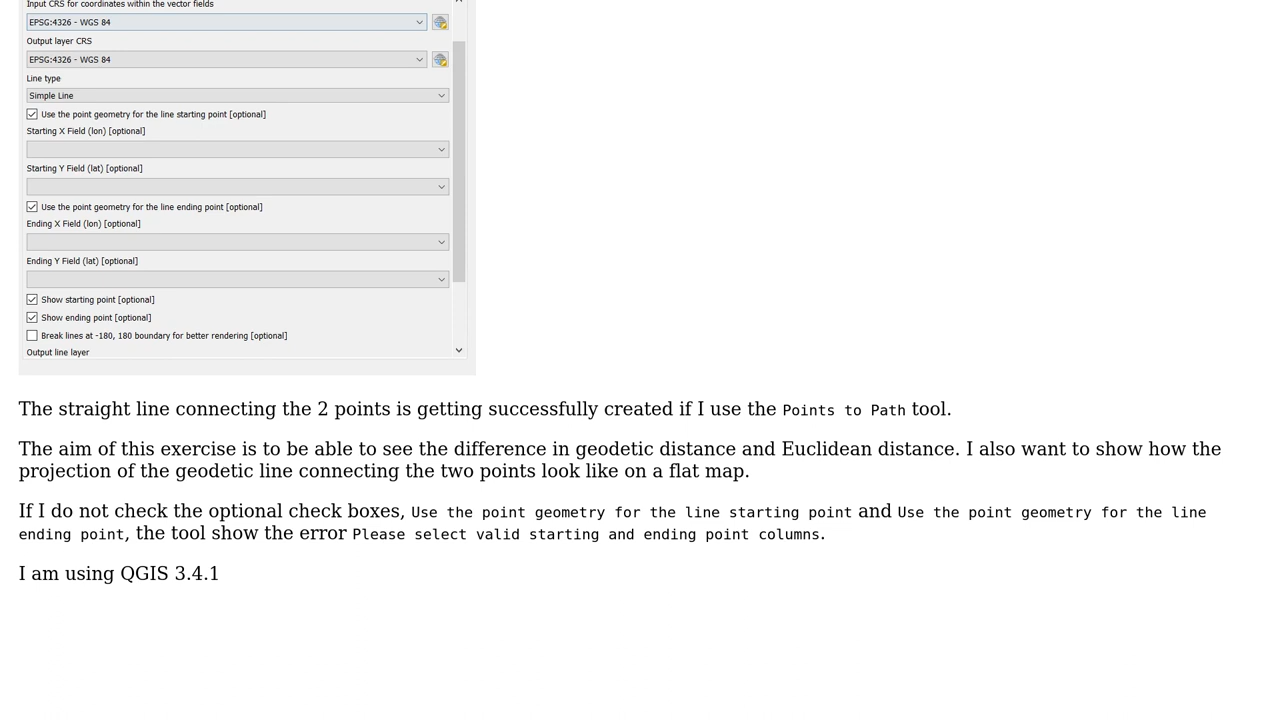 Input CRS for coordinates within the vector fields
EPSG:4326 - WGS 84
Output layer CRS
EPSG:4326 - WGS 84
Line type
Simple Line
Use the point geometry for the line starting point [optional]
Starting X Field (lon) [optional]
Starting Y Field (lat) [optional]
Use the point geometry for the line ending point [optional]
Ending X Field (lon) [optional]
Ending Y Field (lat) [optional]
Show starting point [optional]
Show ending point [optional]
Break lines at -180, 180 boundary for better rendering [optional]
Output line layer
The straight line connecting the 2 points is getting successfully created if I use the Points to Path tool.
The aim of this exercise is to be able to see the difference in geodetic distance and Euclidean distance. I also want to show how the
projection of the geodetic line connecting the two points look like on a flat map.
If I do not check the optional check boxes, Use the point geometry for the line starting point and Use the point geometry for the line
ending point, the tool show the error Please select valid starting and ending point columns.
I am using QGIS 3.4.1